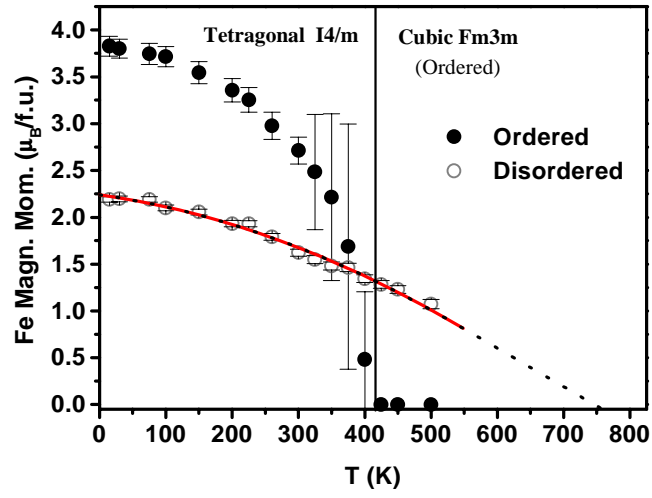 Tetragonal I4/m
Cubic Fm3m
(Ordered)
Ordered
Disordered
Fe Magn. Mom. (μB/f.u.)
4.0
3.5
3.0
2.5
2.0
1.5
1.0
0.5
0.0
0 100 200 300 400 500 600 700 800
T (K)